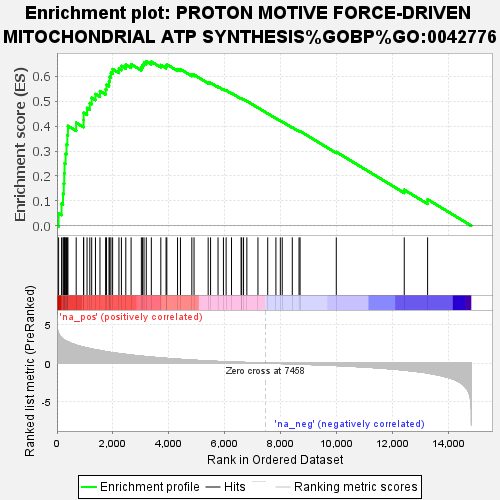 Enrichment plot: PROTON MOTIVE FORCE-DRIVEN
MITOCHONDRIAL ATP SYNTHESIS%GOBP%GO:0042776
Enrichment score (ES)
0.6
0.5
0.4
0.3
0.2
0.1
0.0
'na_pos' (positively correlated)
Ranked list metric (PreRanked)
5
0
-5
Zero cross at 7458
'na_neg' (negatively correlated)
0
2,000
4,000
6,000
8,000
10,000
12,000
14,000
Rank in Ordered Dataset
Enrichment profile
Hits
Ranking metric scores